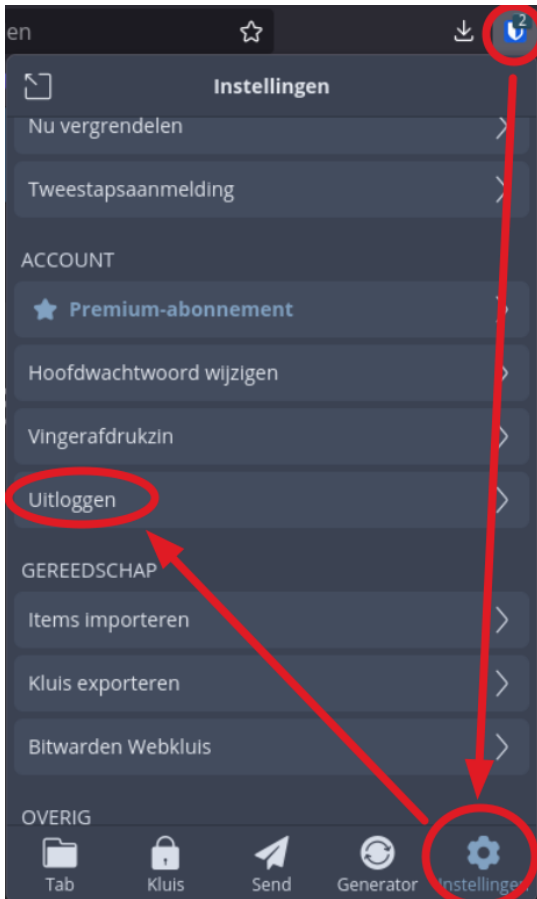 en
2
Instellingen
Nu vergrendelen
Tweestapsaanmelding
ACCOUNT
Premium-abonnement
Hoofdwachtwoord wijzigen
Vingerafdrukzin
Uitloggen
GEREEDSCHAP
Items importeren
Kluis exporteren
Bitwarden Webkluis
OVERIG
Tab Kluis Send Generator Instellingen